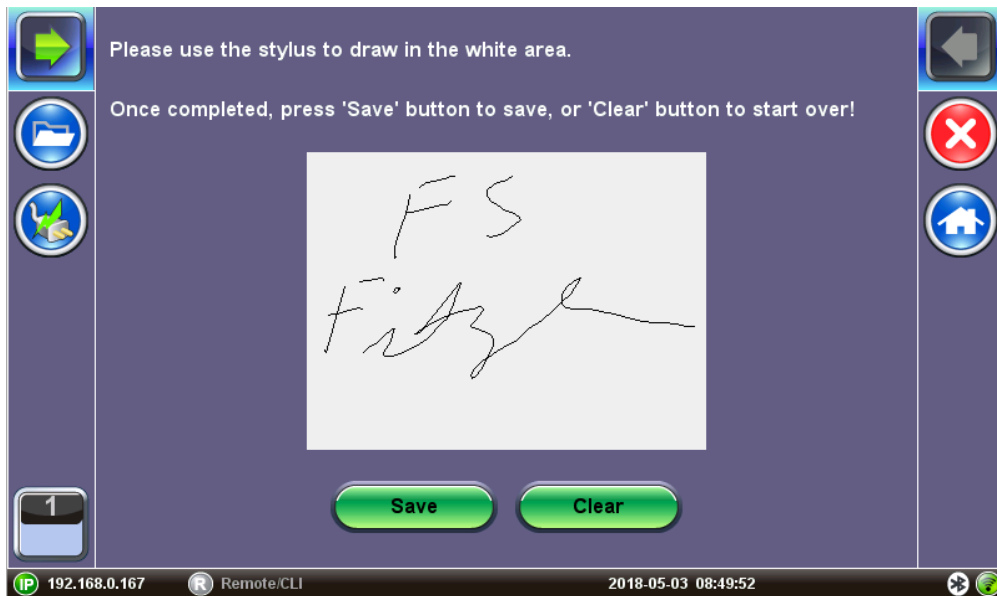 Please use the stylus to draw in the white area.
Once completed, press 'Save' button to save, or 'Clear' button to start over!
F S
Save
Clear
1
IP 192.168.0.167
R Remote/CLI
2018-05-03 08:49:52